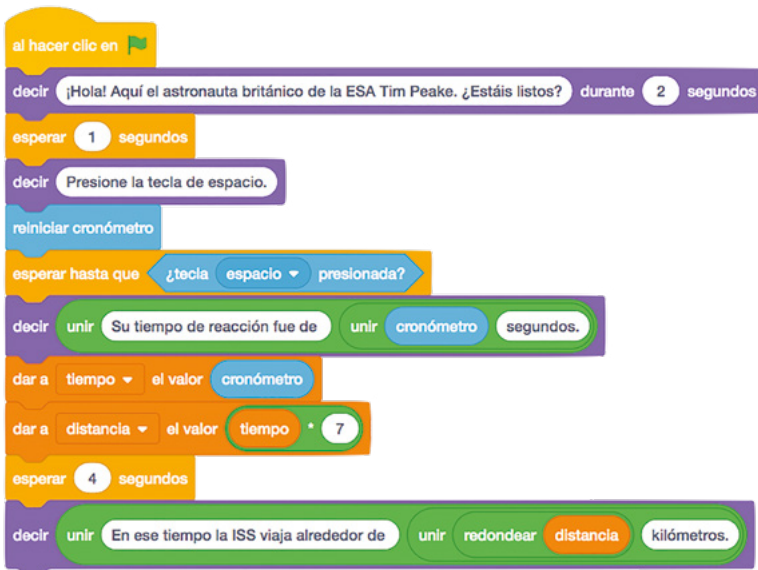 al hacer clic en
decir ¡Hola! Aquí el astronauta británico de la ESA Tim Peake. ¿Estáis listos? durante 2 segundos
esperar 1 segundos
decir Presione la tecla de espacio.
reiniciar cronómetro
esperar hasta que ¿tecla espacio presionada?
decir unir Su tiempo de reacción fue de unir cronómetro segundos.
dar a tiempo el valor cronómetro
dar a distancia el valor tiempo * 7
esperar 4 segundos
decir unir En ese tiempo la ISS viaja alrededor de unir redondear distancia kilómetros.